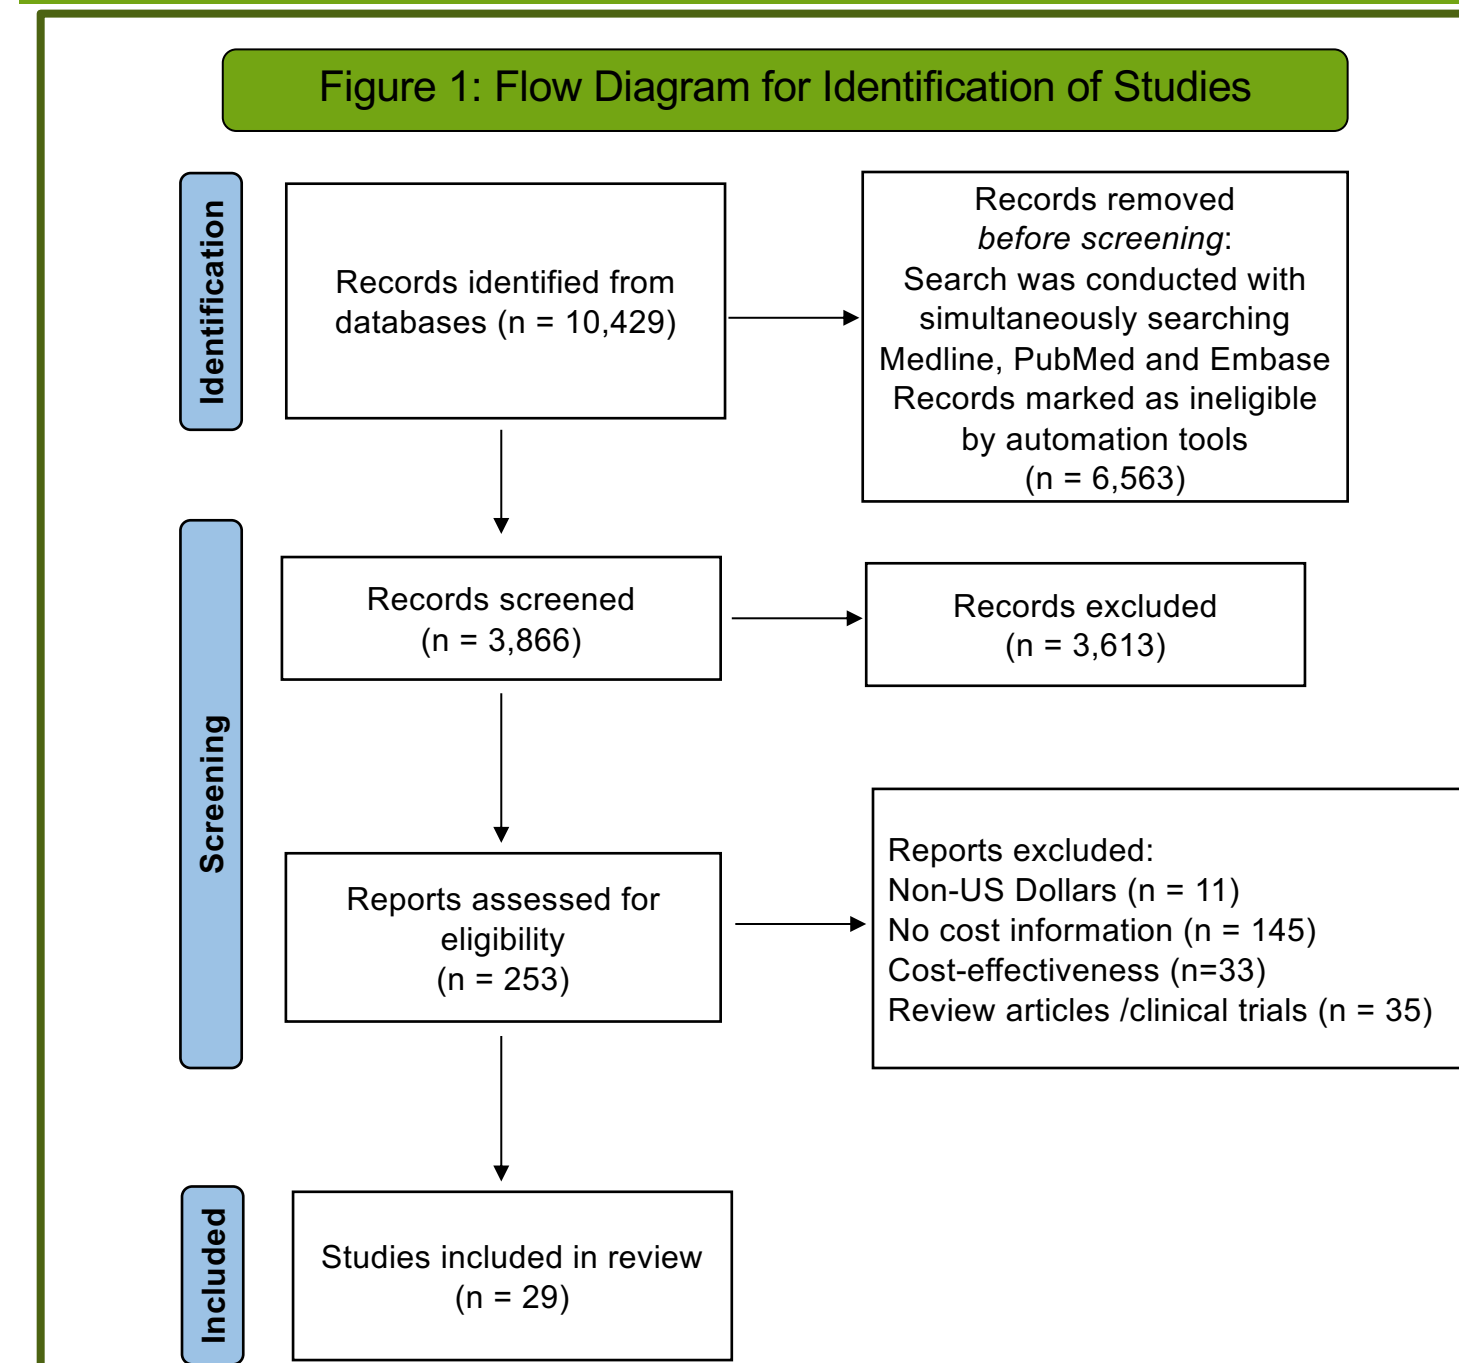 Figure 1: Flow Diagram for Identification of Studies
Identification
Records identified from
databases (n = 10,429)
Records removed
before screening:
Search was conducted with
simultaneously searching
Medline, PubMed and Embase
Records marked as ineligible
by automation tools
(n = 6,563)
Screening
Records screened
(n = 3,866)
Records excluded
(n = 3,613)
Reports assessed for
eligibility
(n = 253)
Reports excluded:
Non-US Dollars (n = 11)
No cost information (n = 145)
Cost-effectiveness (n=33)
Review articles /clinical trials (n = 35)
Included
Studies included in review
(n = 29)